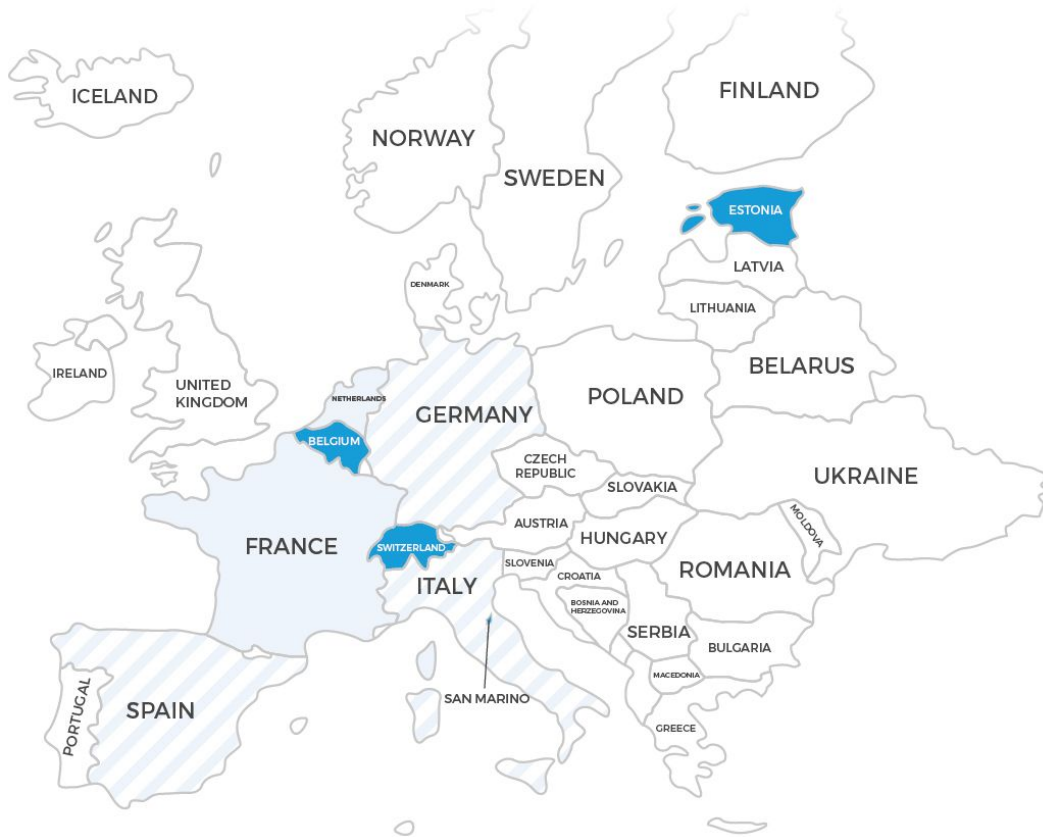 ICELAND
FINLAND
NORWAY
SWEDEN
ESTONIA
LATVIA
DENMARK
LITHUANIA
BELARUS
IRELAND
UNITED
KINGDOM
NETHERLANDS
POLAND
GERMANY
BELGIUM
CZECH
REPUBLIC
UKRAINE
SLOVAKIA
MOLDOVA
AUSTRIA
HUNGARY
FRANCE
SWITZERLAND
SLOVENIA
ROMANIA
CROATIA
ITALY
BOSNIA AND
HERZEGOVINA
SERBIA
BULGARIA
MACEDONIA
SAN MARINO
PORTUGAL
SPAIN
GREECE